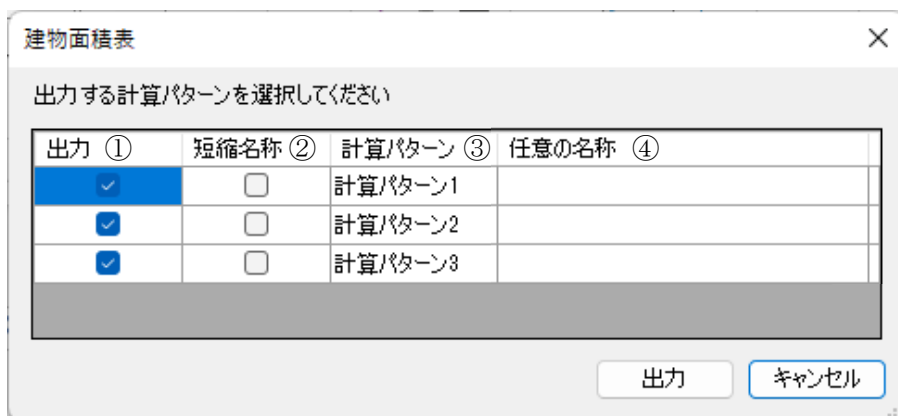 建物面積表
出力する計算パターンを選択してください
出力 ① 短縮名称 ② 計算パターン ③ 任意の名称 ④
計算パターン1
計算パターン2
計算パターン3
出力 キャンセル